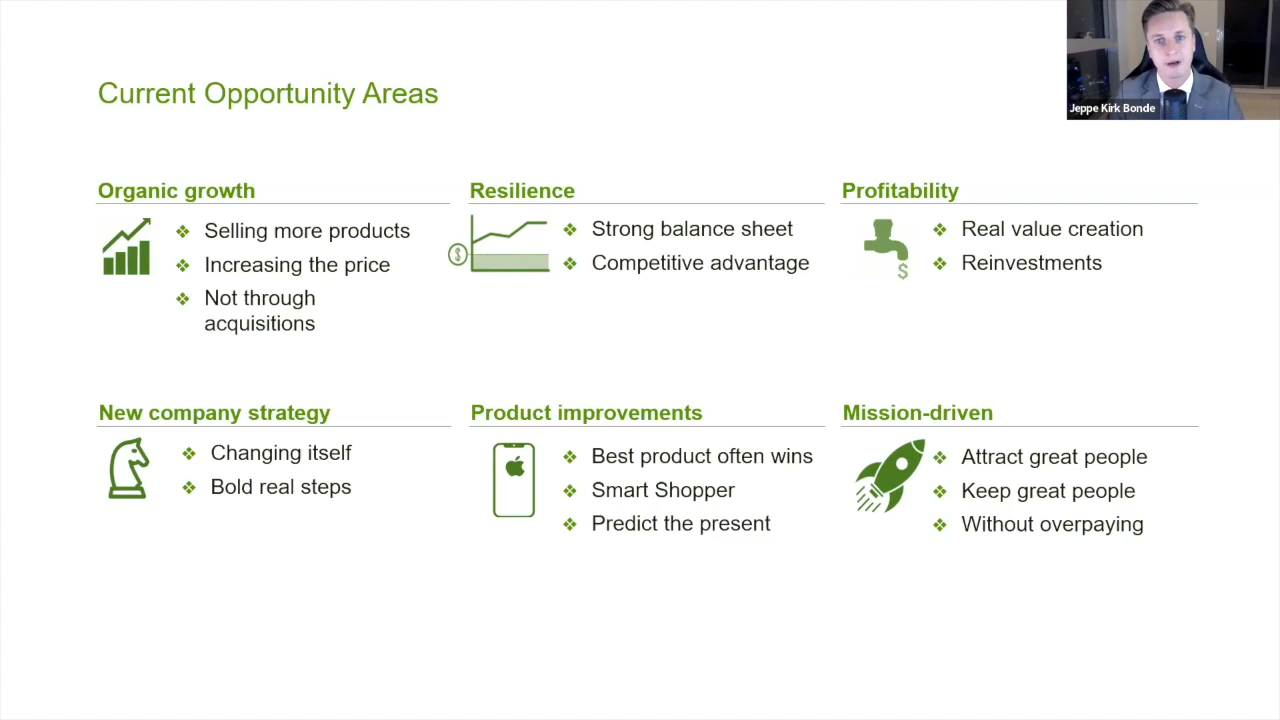 Current Opportunity Areas
Jeppe Kirk Bonde
Organic growth
Selling more products
Increasing the price
Not through
acquisitions
Resilience
$
Strong balance sheet
Competitive advantage
Profitability
$
Real value creation
Reinvestments
New company strategy
Changing itself
Bold real steps
Product improvements
Best product often wins
Smart Shopper
Predict the present
Mission-driven
Attract great people
Keep great people
Without overpaying